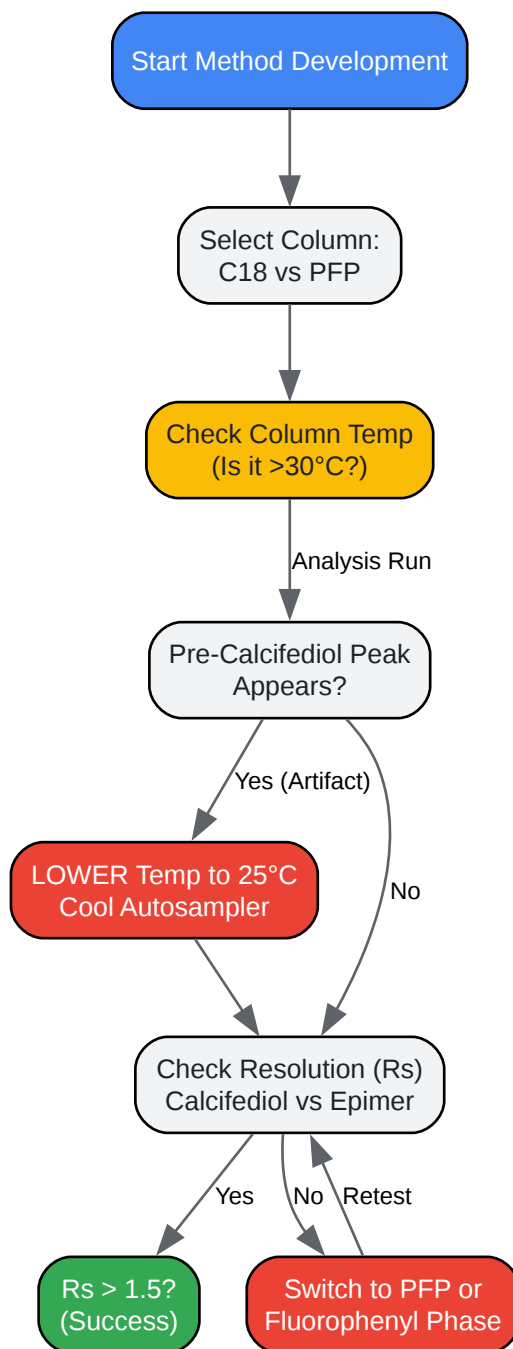 Start Method Development
Select Column:
C18 vs PFP
Check Column Temp
(Is it >30°C?)
Analysis Run
Pre-Calcifediol Peak
Appears?
Yes (Artifact)
LOWER Temp to 25°C
Cool Autosampler
No
Check Resolution (Rs)
Calcifediol vs Epimer
Yes
No
Retest
Rs > 1.5?
(Success)
Switch to PFP or
Fluorophenyl Phase